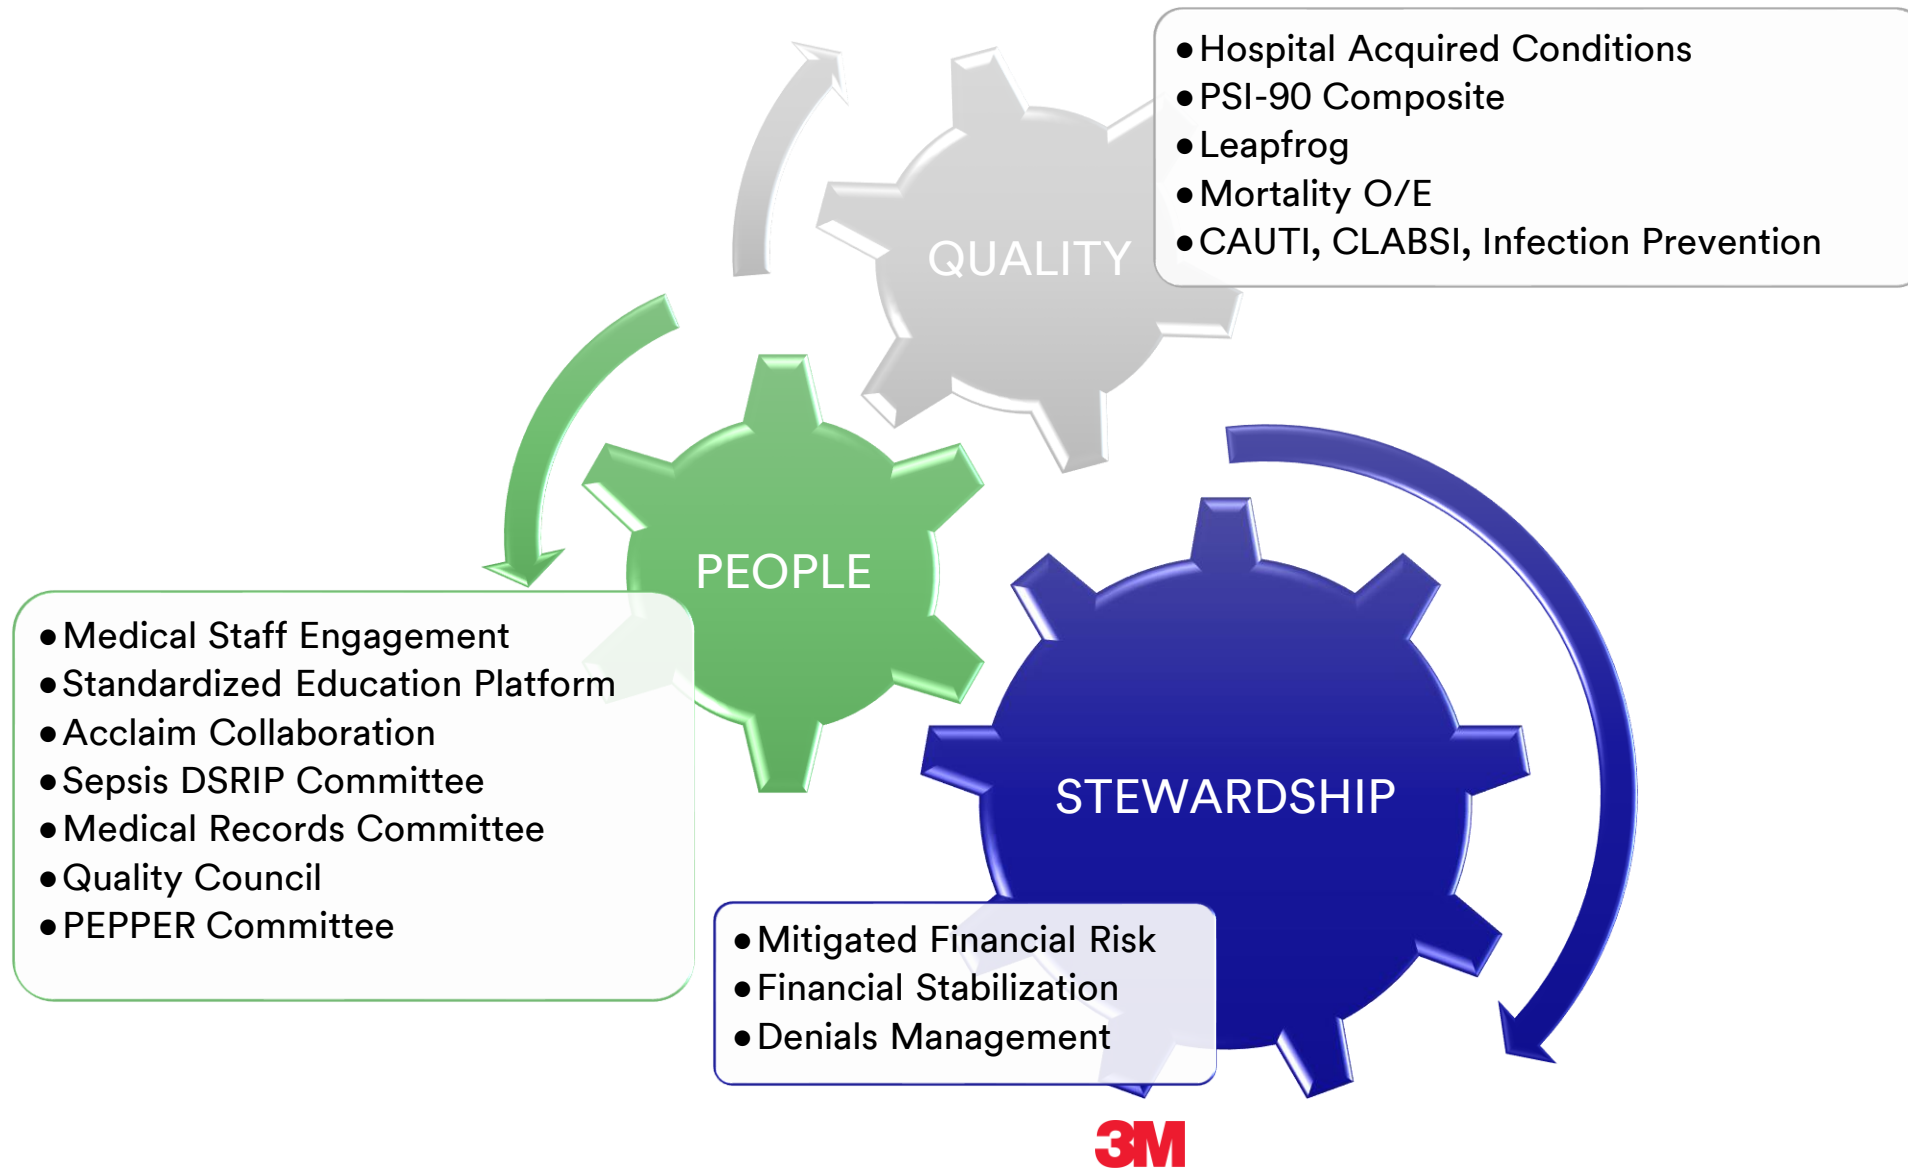 • Hospital Acquired Conditions
• PSI-90 Composite
• Leapfrog
• Mortality O/E
• CAUTI, CLABSI, Infection Prevention
QUALITY
PEOPLE
• Medical Staff Engagement
• Standardized Education Platform
• Acclaim Collaboration
• Sepsis DSRIP Committee
• Medical Records Committee
• Quality Council
• PEPPER Committee
STEWARDSHIP
• Mitigated Financial Risk
• Financial Stabilization
• Denials Management
3M